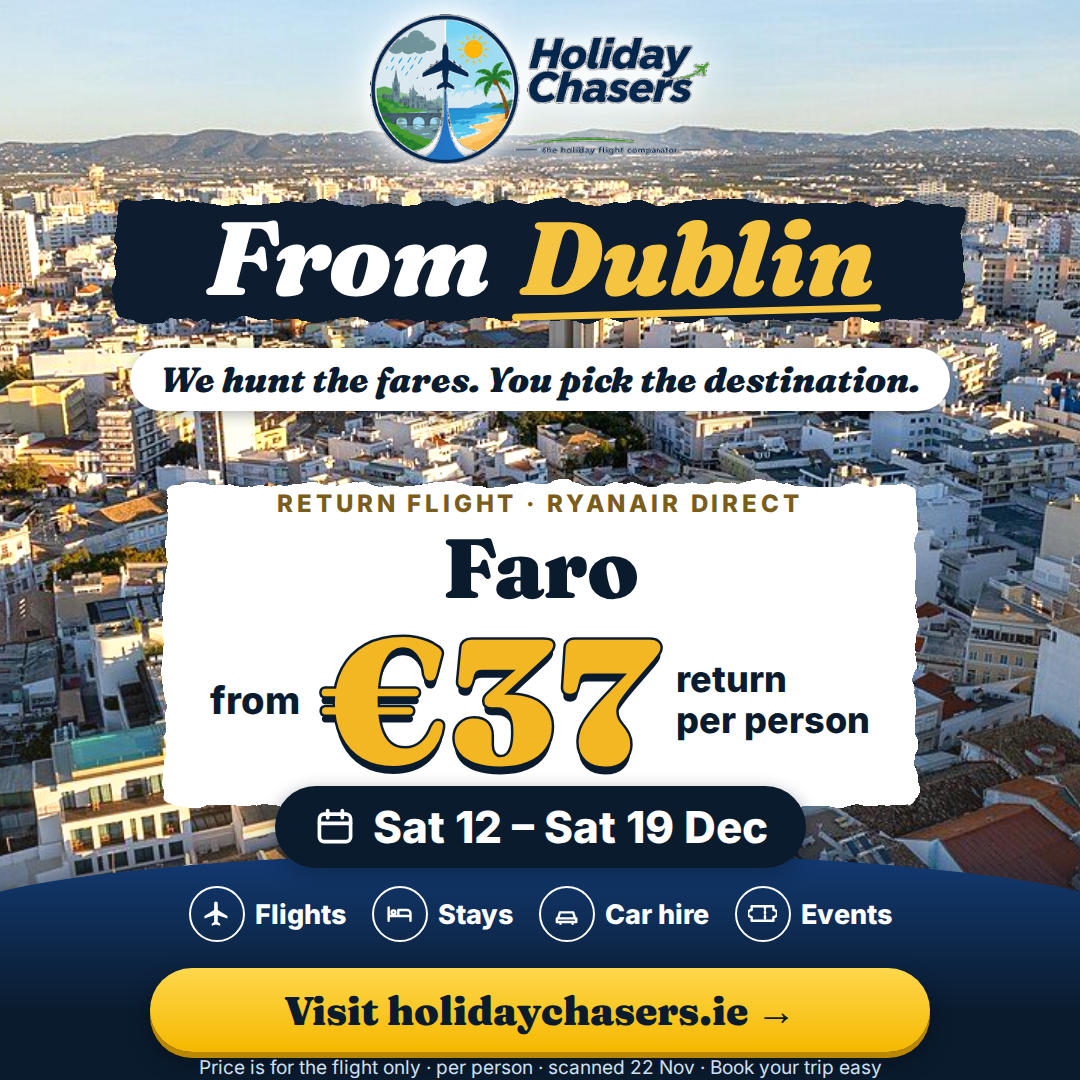 Holiday
Chasers
the holiday flight comparator
From Dublin
We hunt the fares. You pick the destination.
RETURN FLIGHT · RYANAIR DIRECT
Faro
from €37 return
per person
Sat 12 – Sat 19 Dec
Flights Stays Car hire Events
Visit holidaychasers.ie →
Price is for the flight only · per person · scanned 22 Nov · Book your trip easy